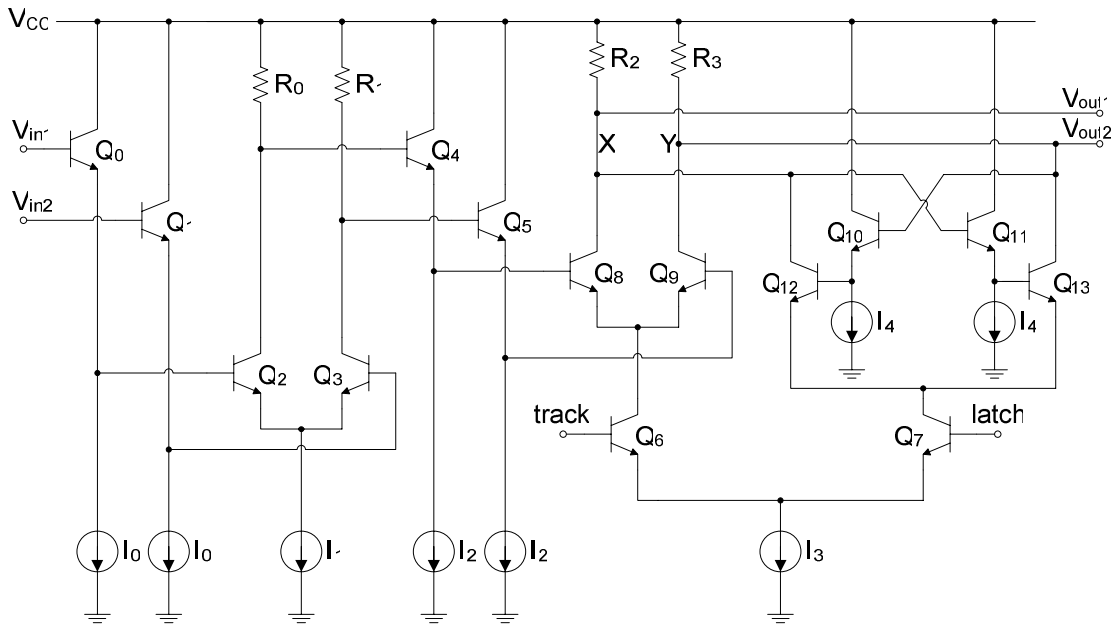 VCC
R0
R1
R2
R3
Vout1
Vout2
Vin1
Q0
Q4
X
Y
Vin2
Q1
Q5
Q10
Q11
Q8
Q9
Q12
Q13
I4
I4
Q2
Q3
track
latch
Q6
Q7
I0
I0
I1
I2
I2
I3